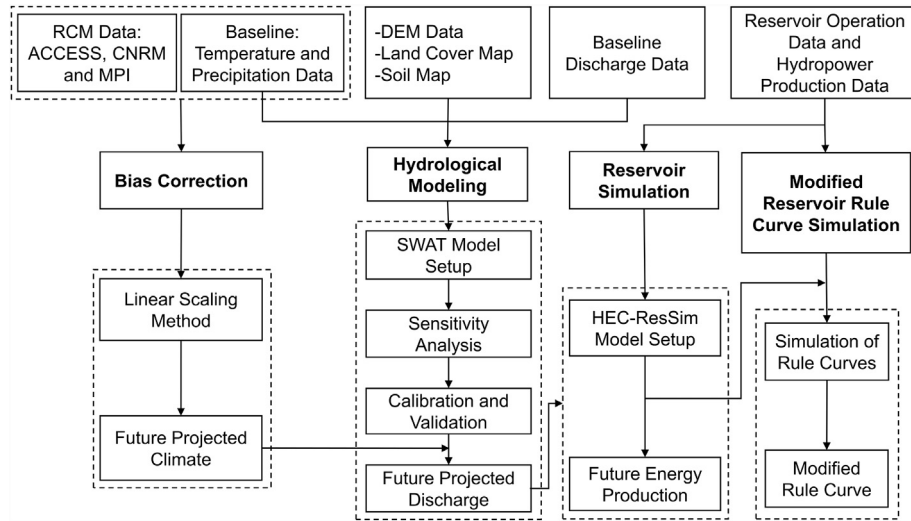 RCM Data:
ACCESS, CNRM
and MPI
Baseline:
Temperature and
Precipitation Data
-DEM Data
-Land Cover Map
-Soil Map
Baseline
Discharge Data
Reservoir Operation
Data and
Hydropower
Production Data
Bias Correction
Hydrological
Modeling
Reservoir
Simulation
Modified
Reservoir Rule
Curve Simulation
Linear Scaling
Method
Future Projected
Climate
SWAT Model
Setup
Sensitivity
Analysis
Calibration and
Validation
Future Projected
Discharge
HEC-ResSim
Model Setup
Future Energy
Production
Simulation of
Rule Curves
Modified
Rule Curve